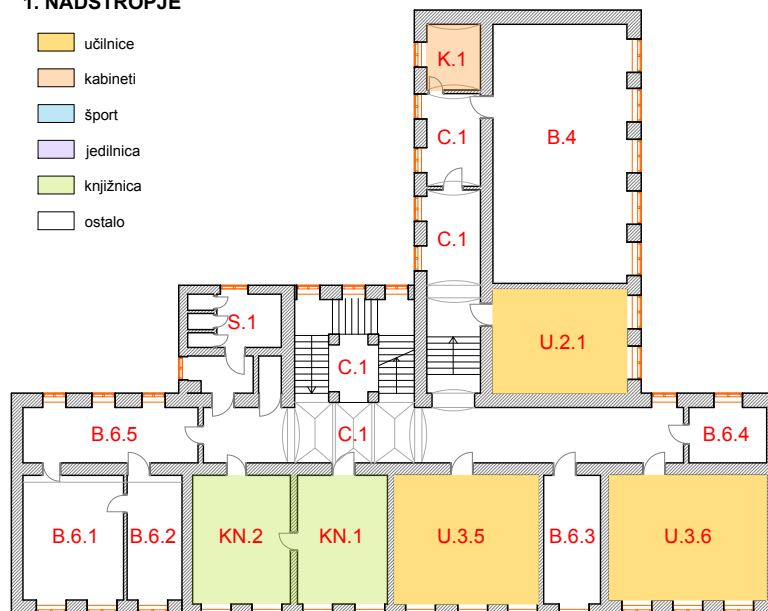 1. NADSTROPJE
učilnice
kabineti
šport
jedilnica
knjižnica
ostalo
K.1
C.1
B.4
C.1
S.1
U.2.1
C.1
B.6.5
C.1
B.6.4
B.6.1
B.6.2
KN.2
KN.1
U.3.5
B.6.3
U.3.6